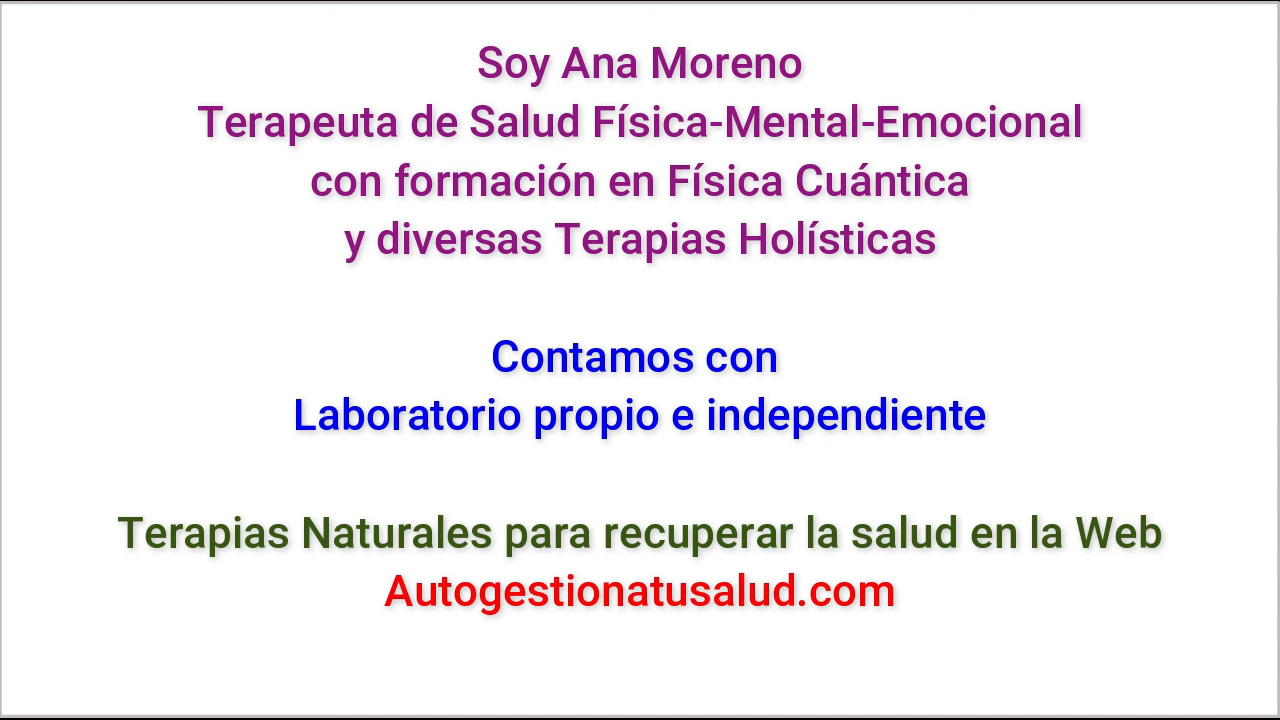 Soy Ana Moreno
Terapeuta de Salud Física-Mental-Emocional
con formación en Física Cuántica
y diversas Terapias Holísticas
Contamos con
Laboratorio propio e independiente
Terapias Naturales para recuperar la salud en la Web
Autogestionatusalud.com